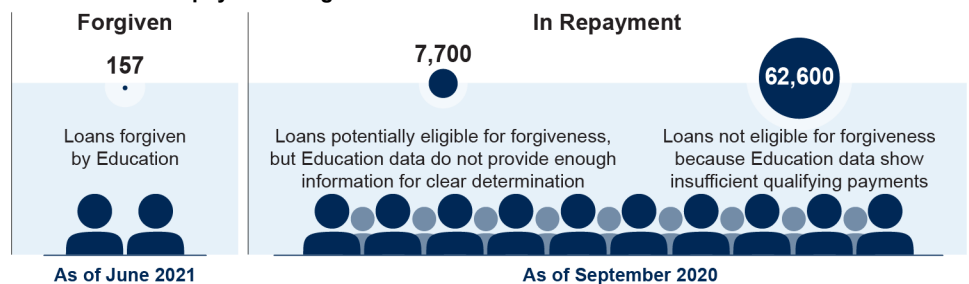 Forgiven
157
Loans forgiven
by Education
As of June 2021
In Repayment
7,700
Loans potentially eligible for forgiveness,
but Education data do not provide enough
information for clear determination
62,600
Loans not eligible for forgiveness
because Education data show
insufficient qualifying payments
As of September 2020